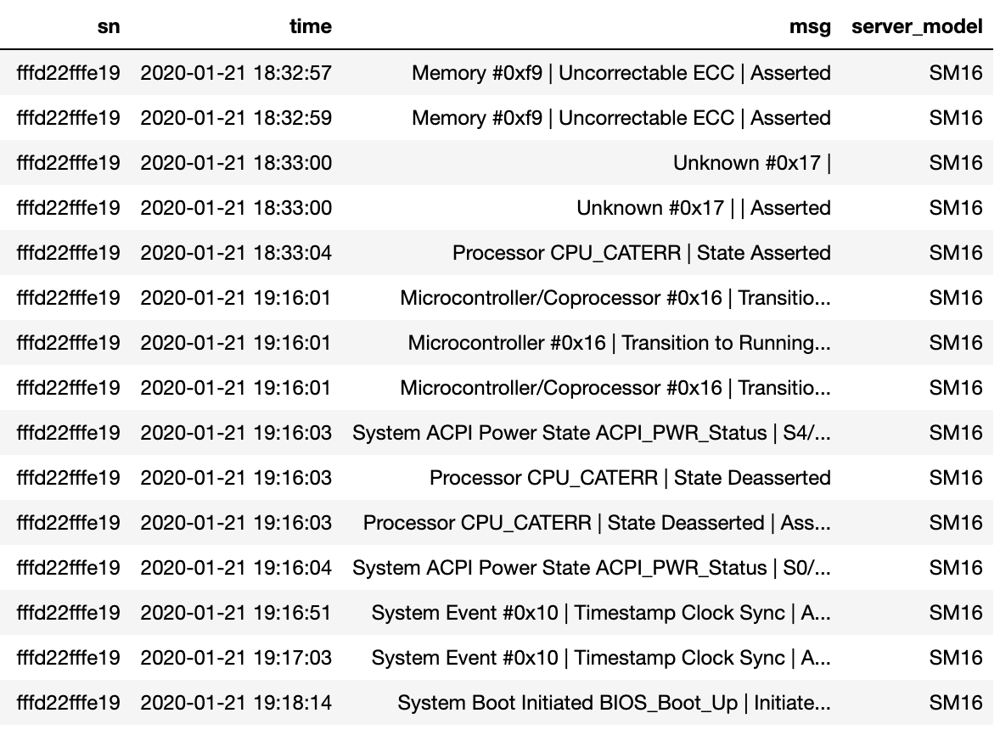 sn time msg server_model
fffd22fffe19 2020-01-21 18:32:57 Memory #0xf9 | Uncorrectable ECC | Asserted SM16
fffd22fffe19 2020-01-21 18:32:59 Memory #0xf9 | Uncorrectable ECC | Asserted SM16
fffd22fffe19 2020-01-21 18:33:00 Unknown #0x17 | SM16
fffd22fffe19 2020-01-21 18:33:00 Unknown #0x17 | | Asserted SM16
fffd22fffe19 2020-01-21 18:33:04 Processor CPU_CATERR | State Asserted SM16
fffd22fffe19 2020-01-21 19:16:01 Microcontroller/Coprocessor #0x16 | Transitio... SM16
fffd22fffe19 2020-01-21 19:16:01 Microcontroller #0x16 | Transition to Running... SM16
fffd22fffe19 2020-01-21 19:16:01 Microcontroller/Coprocessor #0x16 | Transitio... SM16
fffd22fffe19 2020-01-21 19:16:03 System ACPI Power State ACPI_PWR_Status | S4/... SM16
fffd22fffe19 2020-01-21 19:16:03 Processor CPU_CATERR | State Deasserted SM16
fffd22fffe19 2020-01-21 19:16:03 Processor CPU_CATERR | State Deasserted | Ass... SM16
fffd22fffe19 2020-01-21 19:16:04 System ACPI Power State ACPI_PWR_Status | S0/... SM16
fffd22fffe19 2020-01-21 19:16:51 System Event #0x10 | Timestamp Clock Sync | A... SM16
fffd22fffe19 2020-01-21 19:17:03 System Event #0x10 | Timestamp Clock Sync | A... SM16
fffd22fffe19 2020-01-21 19:18:14 System Boot Initiated BIOS_Boot_Up | Initiate... SM16